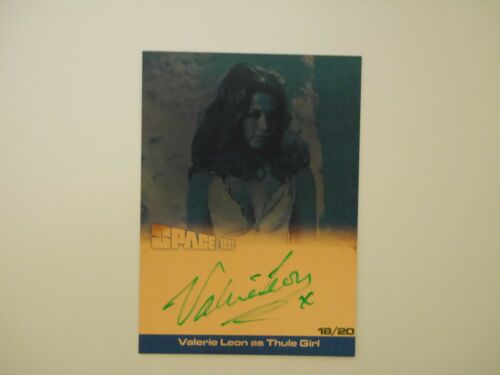 SPACE:1999
Valerie Leon x
18/20
Valerie Leon as Thule Girl